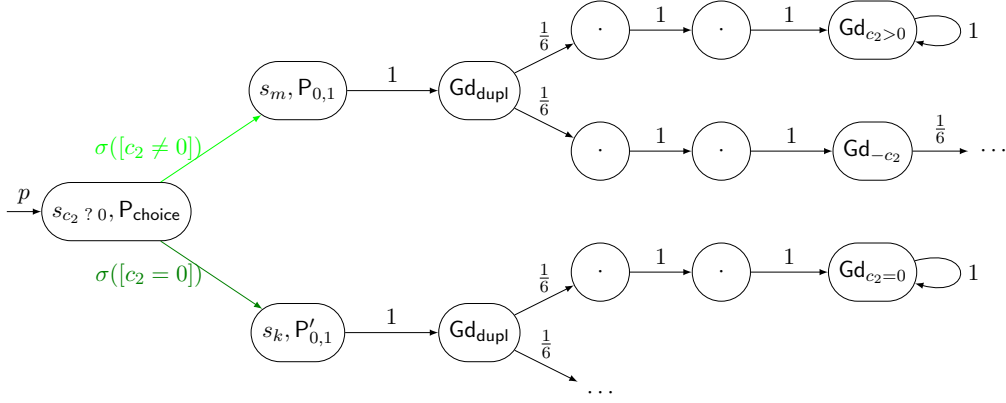 p
s_{c_2 ? 0}, P_choice
σ([c_2 ≠ 0])
s_m, P_{0,1}
1
Gd_dupl
1/6
·
1
·
1
Gd_{c_2>0}
1
1/6
·
1
·
1
Gd_{−c_2}
1/6
⋯
σ([c_2 = 0])
s_k, P′_{0,1}
1
Gd_dupl
1/6
·
1
·
1
Gd_{c_2=0}
1
1/6
⋯